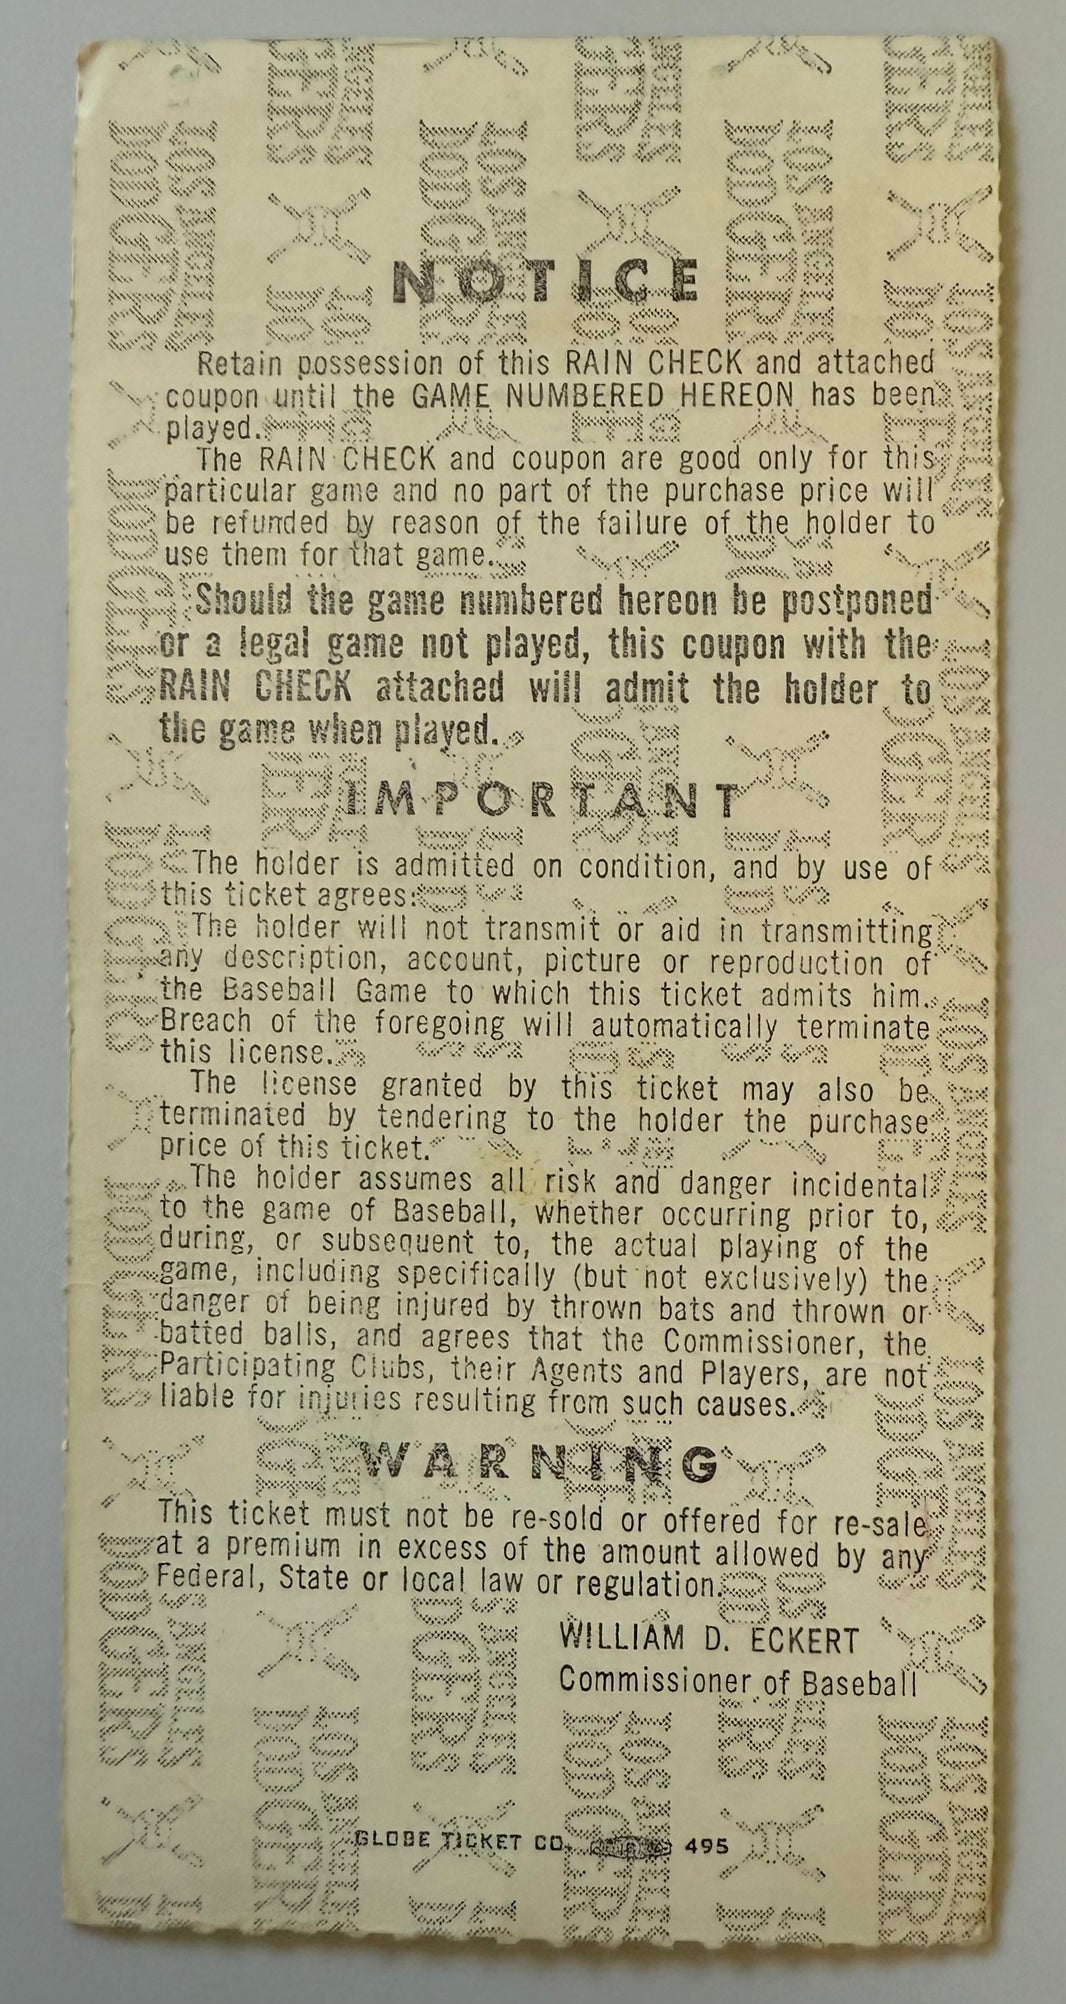 NOTICE
Retain possession of this RAIN CHECK and attached
coupon until the GAME NUMBERED HEREON has been
played.
The RAIN CHECK and coupon are good only for this
particular game and no part of the purchase price will
be refunded by reason of the failure of the holder to
use them for that game.
Should the game numbered hereon be postponed
or a legal game not played, this coupon with the
RAIN CHECK attached will admit the holder to
the game when played.
IMPORTANT
The holder is admitted on condition, and by use of
this ticket agrees:
The holder will not transmit or aid in transmitting
any description, account, picture or reproduction of
the Baseball Game to which this ticket admits him.
Breach of the foregoing will automatically terminate
this license.
The license granted by this ticket may also be
terminated by tendering to the holder the purchase
price of this ticket.
The holder assumes all risk and danger incidental
to the game of Baseball, whether occurring prior to,
during, or subsequent to, the actual playing of the
game, including specifically (but not exclusively) the
danger of being injured by thrown bats and thrown or
batted balls, and agrees that the Commissioner, the
Participating Clubs, their Agents and Players, are not
liable for injuries resulting from such causes.
WARNING
This ticket must not be re-sold or offered for re-sale
at a premium in excess of the amount allowed by any
Federal, State or local law or regulation.
WILLIAM D. ECKERT
Commissioner of Baseball
GLOBE TICKET CO. 495
LOS ANGELES
DODGERS